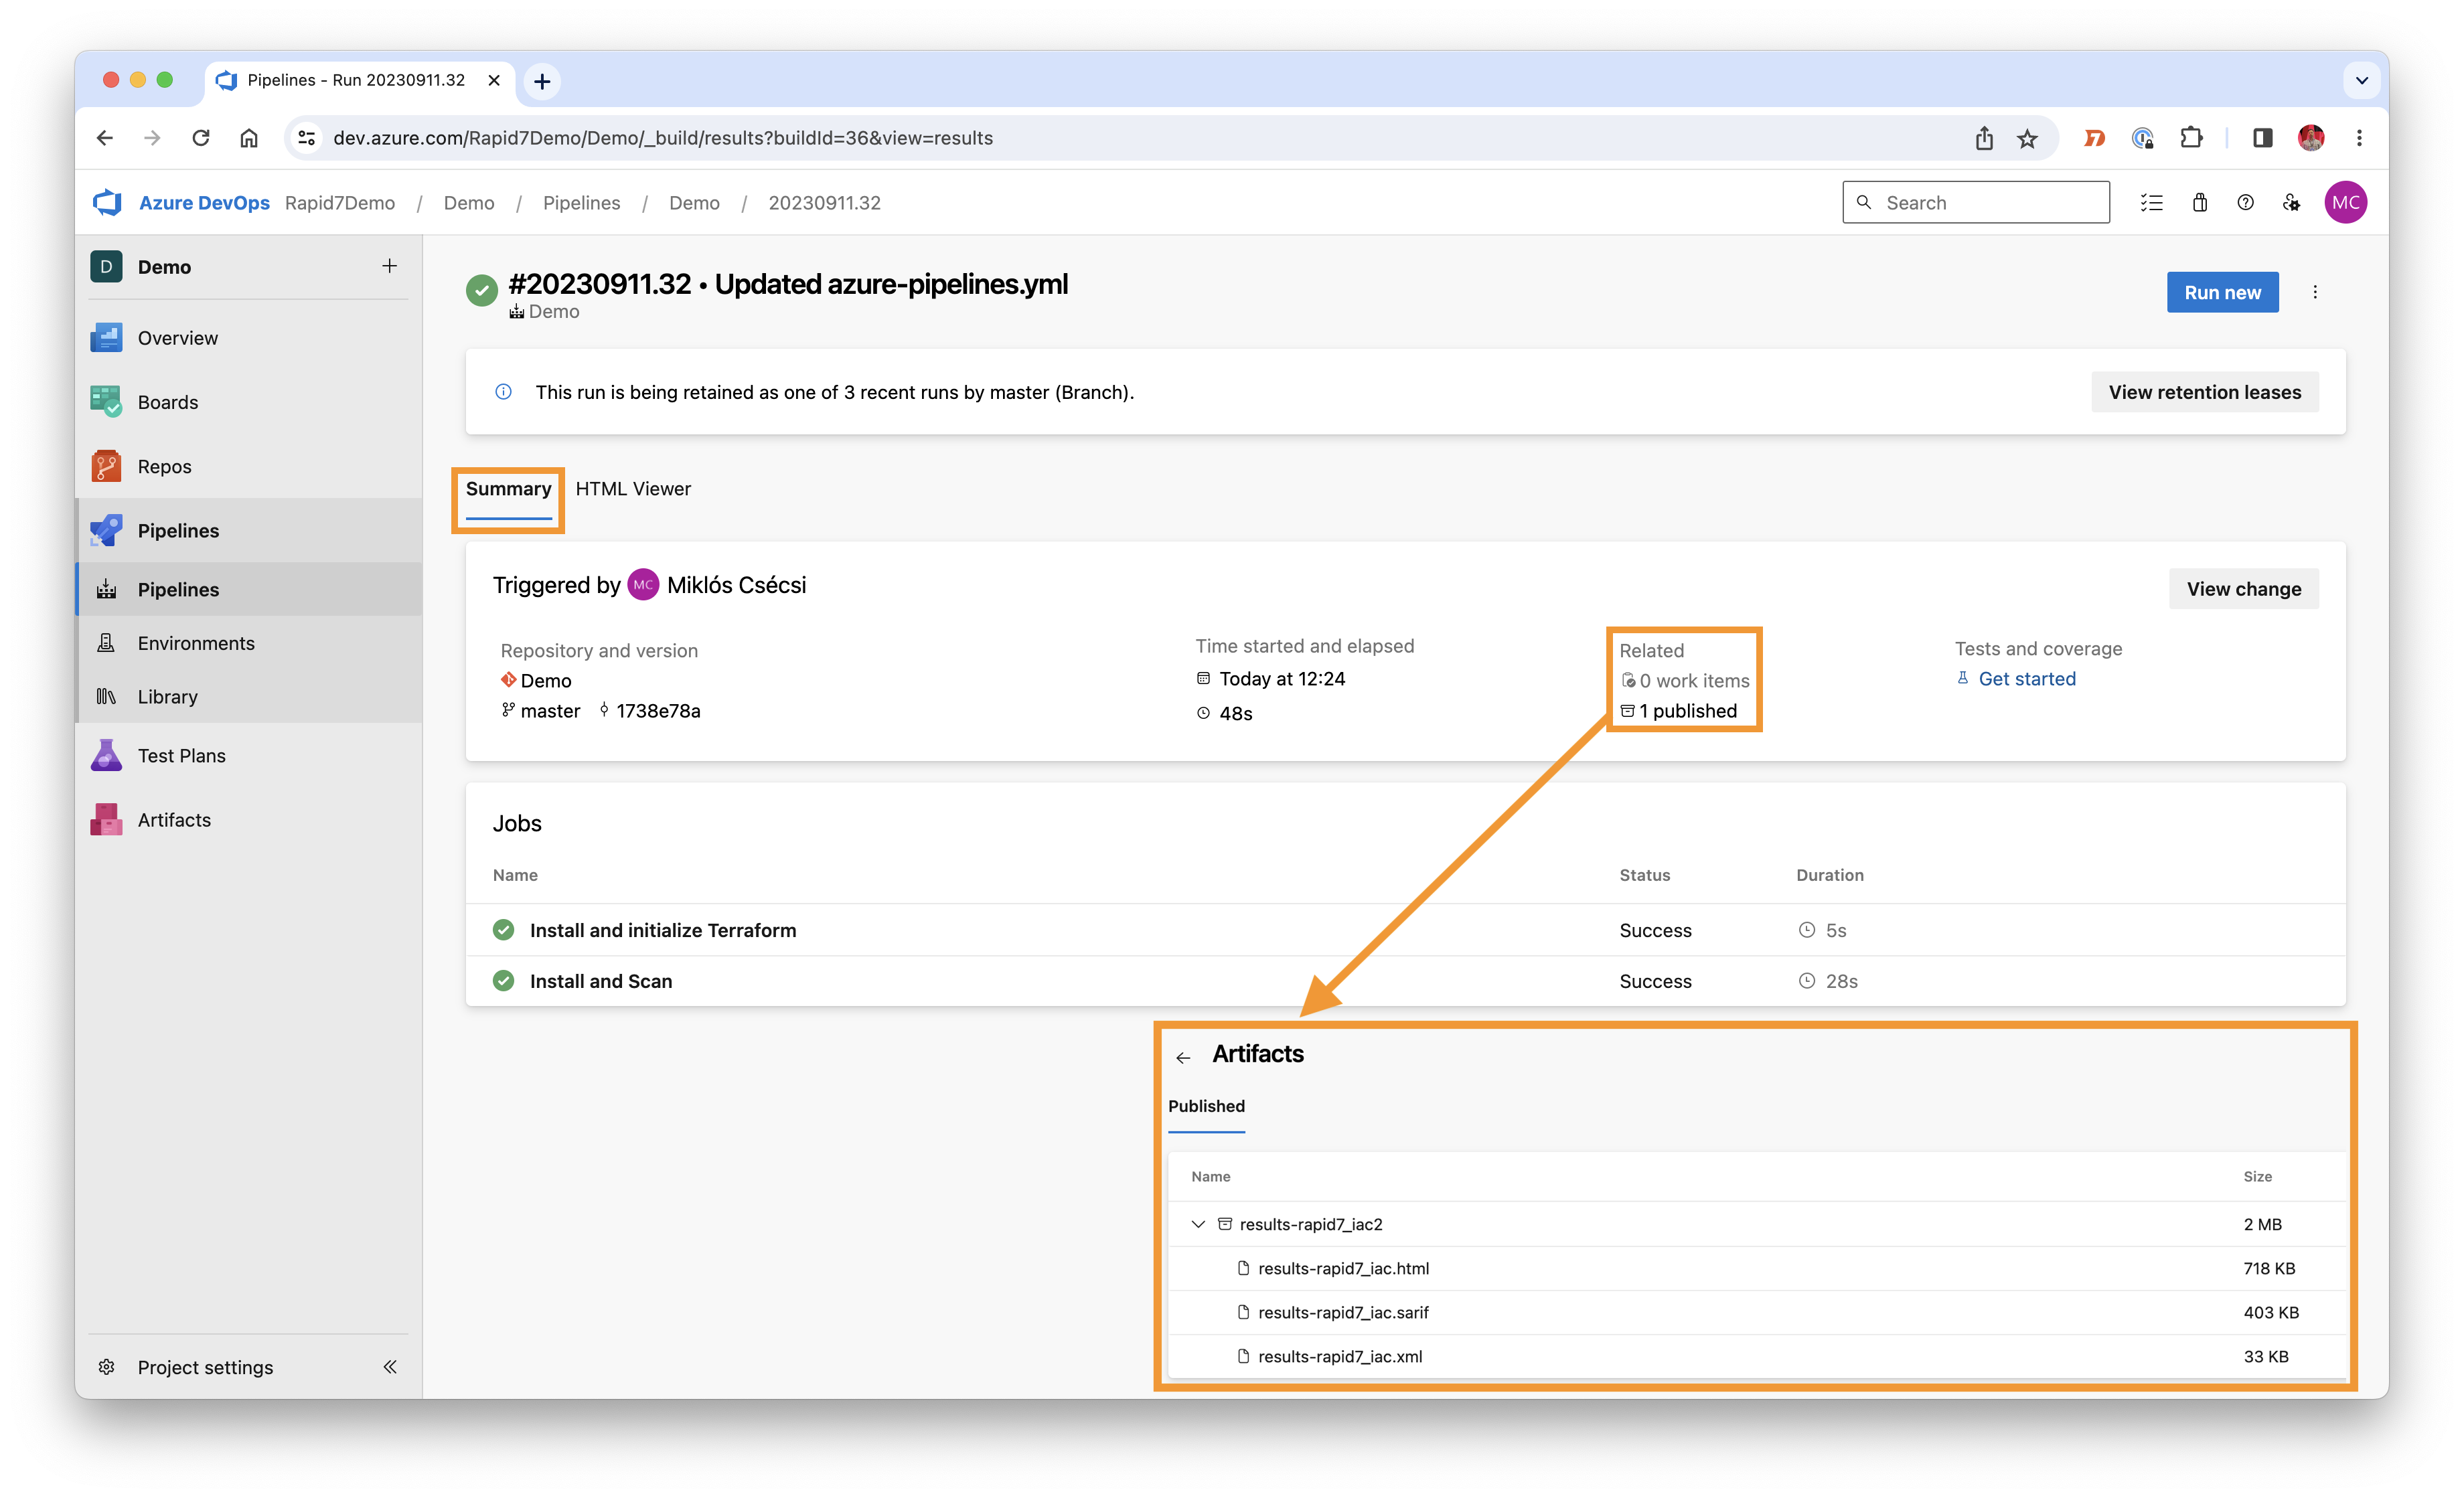 Pipelines - Run 20230911.32
dev.azure.com/Rapid7Demo/Demo/_build/results?buildId=36&view=results
Azure DevOps Rapid7Demo / Demo / Pipelines / Demo / 20230911.32
Search
MC
D Demo
Overview
Boards
Repos
Pipelines
Pipelines
Environments
Library
Test Plans
Artifacts
Project settings
#20230911.32 • Updated azure-pipelines.yml
Demo
Run new
This run is being retained as one of 3 recent runs by master (Branch).
View retention leases
Summary HTML Viewer
Triggered by MC Miklós Csécsi
View change
Repository and version
Demo
master 1738e78a
Time started and elapsed
Today at 12:24
48s
Related
0 work items
1 published
Tests and coverage
Get started
Jobs
Name Status Duration
Install and initialize Terraform Success 5s
Install and Scan Success 28s
Artifacts
Published
Name Size
results-rapid7_iac2 2 MB
results-rapid7_iac.html 718 KB
results-rapid7_iac.sarif 403 KB
results-rapid7_iac.xml 33 KB